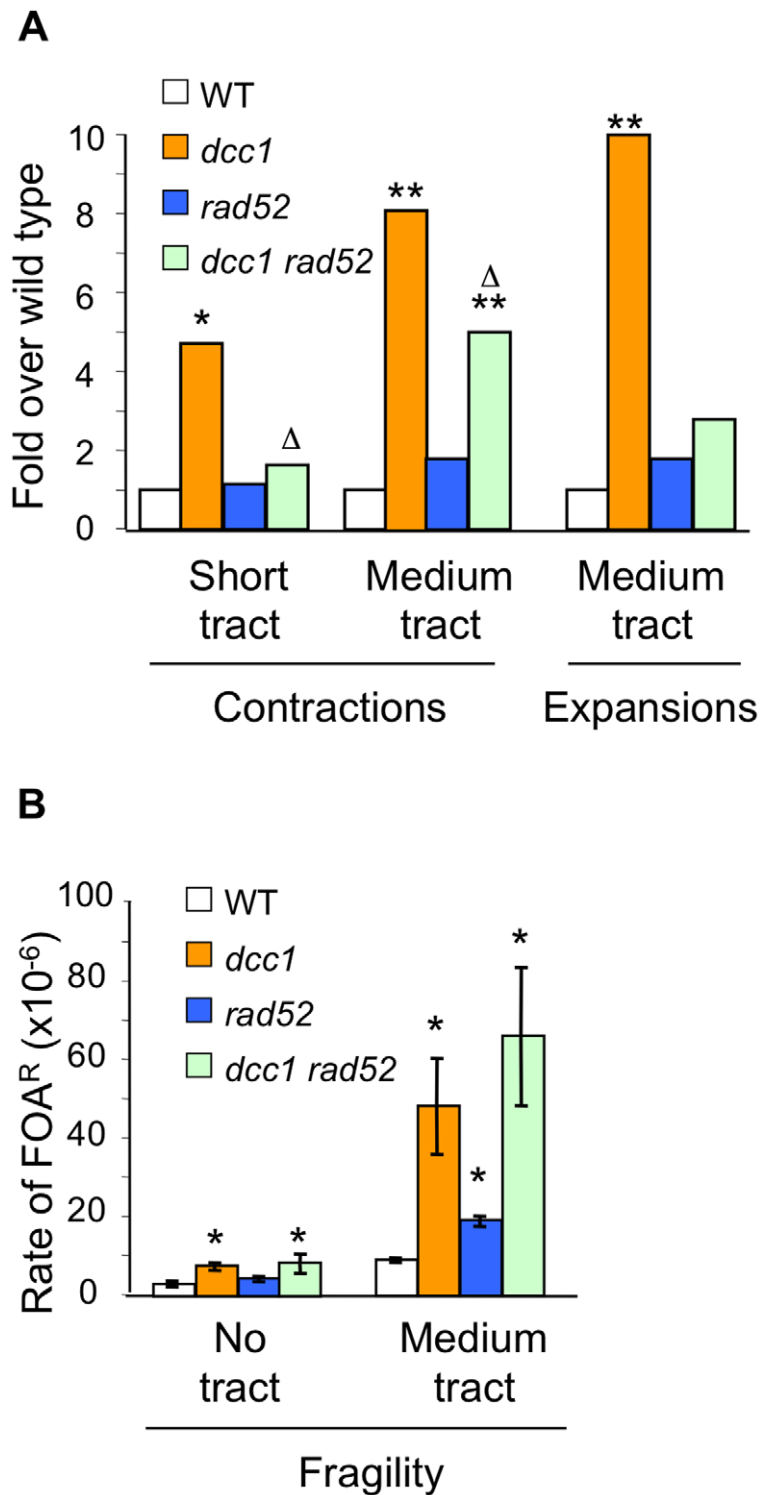 A
WT
dcc1
rad52
dcc1 rad52
Fold over wild type
10
8
6
4
2
0
*
**
**
Δ
**
Δ
Short tract
Medium tract
Medium tract
Contractions
Expansions
B
WT
dcc1
rad52
dcc1 rad52
Rate of FOAᴿ (x10⁻⁶)
100
80
60
40
20
0
*
*
*
*
*
No tract
Medium tract
Fragility